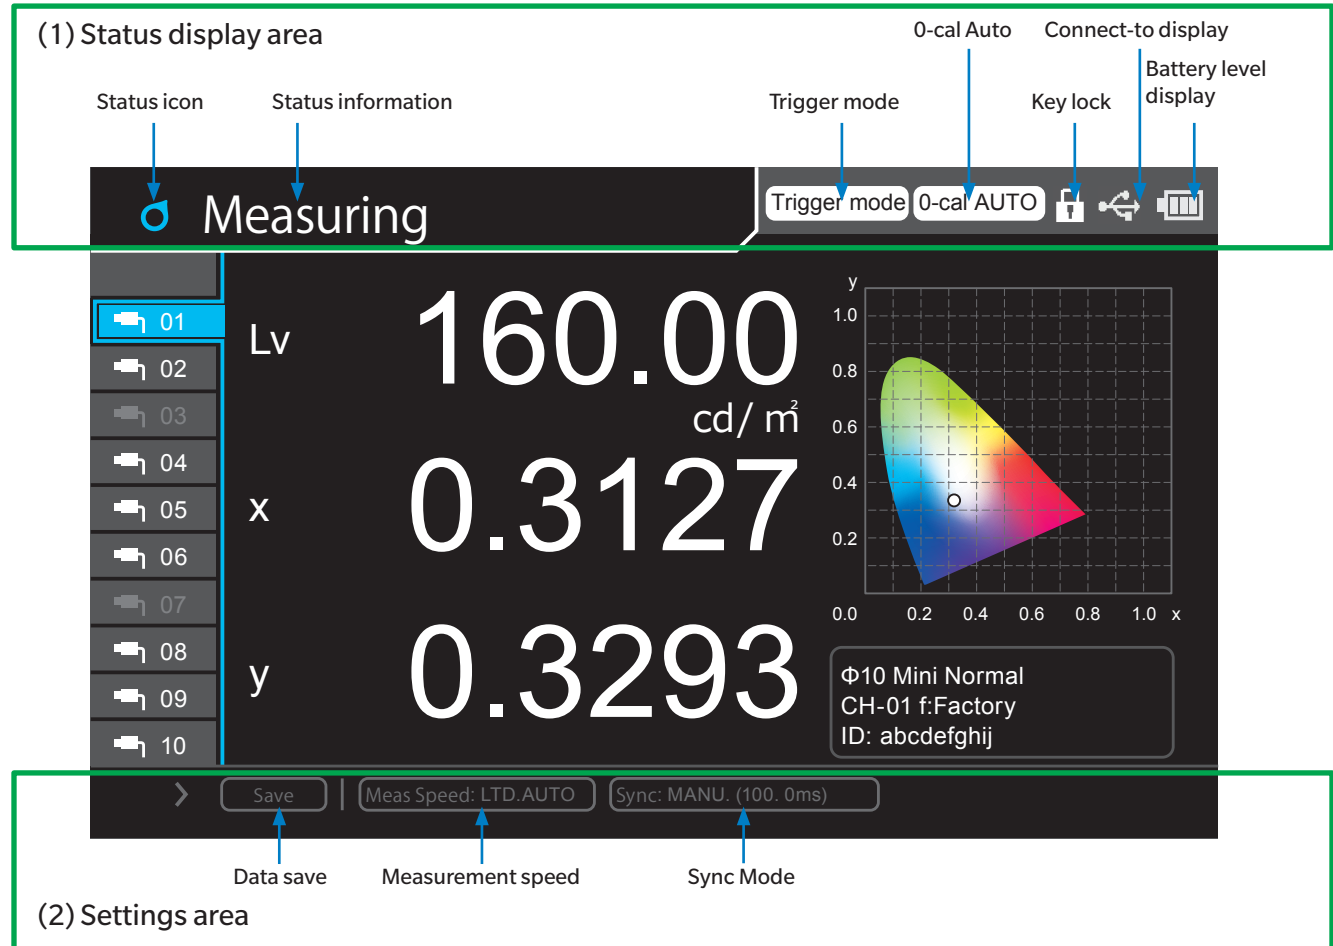 (1) Status display area
0-cal Auto
Connect-to display
Battery level
display
Status icon
Status information
Trigger mode
Key lock
Measuring
Trigger mode
0-cal AUTO
01
02
03
04
05
06
07
08
09
10
Lv
160.00
cd/㎡
x
0.3127
y
0.3293
y
1.0
0.8
0.6
0.4
0.2
0.0 0.2 0.4 0.6 0.8 1.0 x
Φ10 Mini Normal
CH-01 f:Factory
ID: abcdefghij
Save
Meas Speed: LTD.AUTO
Sync: MANU. (100. 0ms)
Data save
Measurement speed
Sync Mode
(2) Settings area